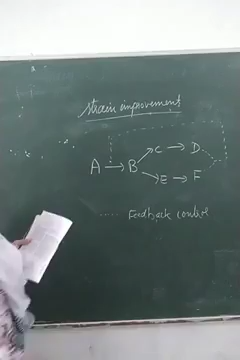 Strain improvement
C → D
A → B
E → F
..... Feedback control